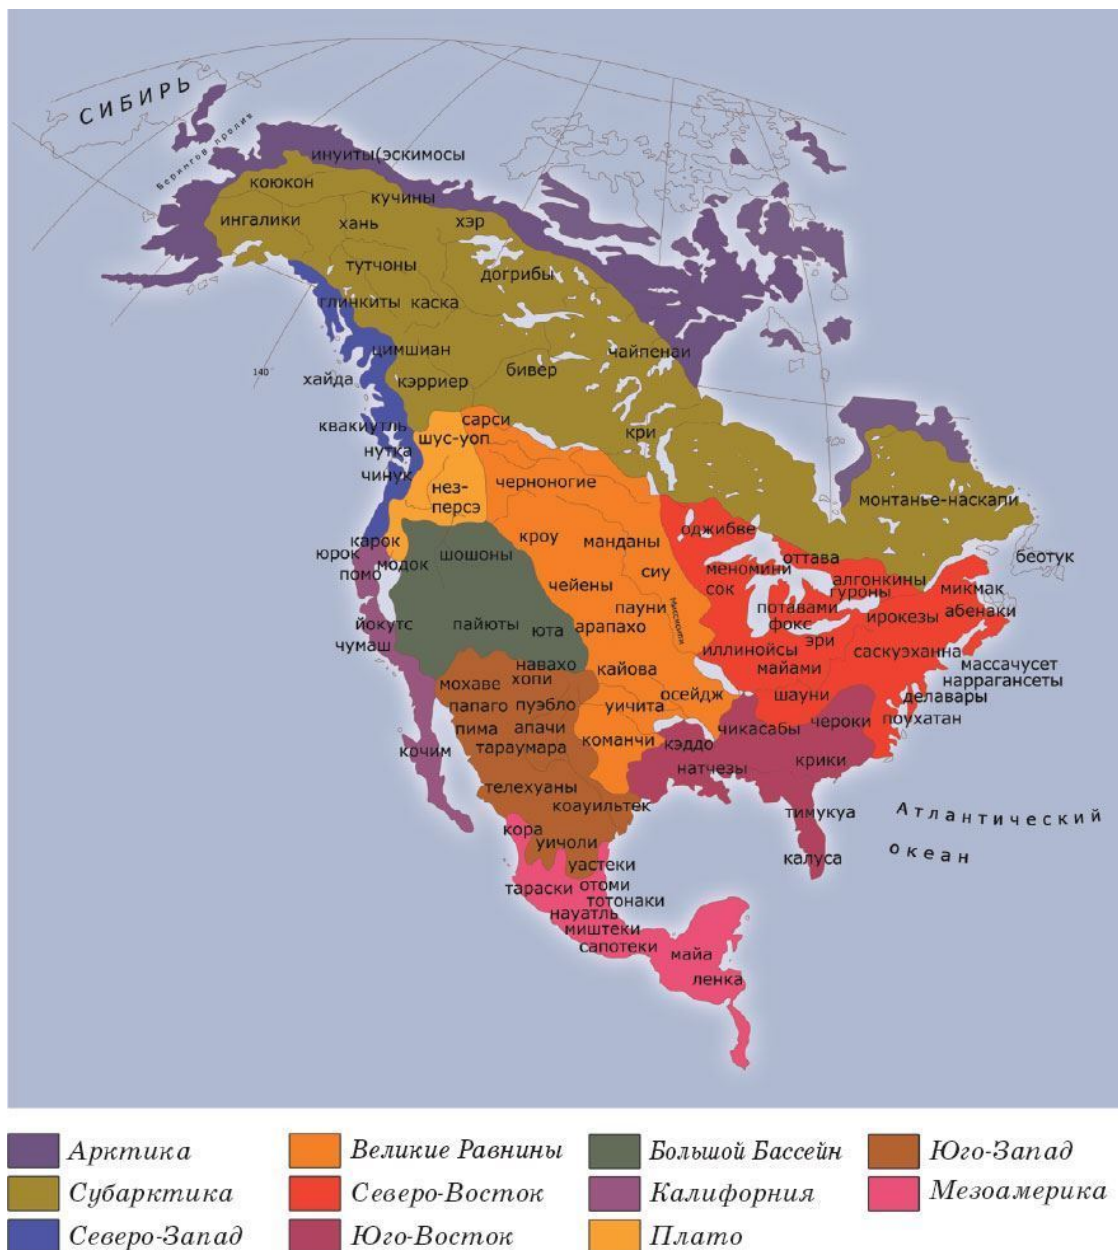 СИБИРЬ
Берингов пролив
инуиты(эскимосы
коюкон
кучины
ингалики
хань
хэр
тутчоны
догрибы
глинкиты
каска
цимшиан
чайпенаи
140
хайда
кэрриер
бивер
сарси
квакиутль
шус-уоп
кри
нутка
чинук
нез-
персэ
черноногие
монтанье-наскапи
оджибве
карок
кроу
манданы
юрок
шошоны
оттава
беотук
помо
модок
меномини
сиу
сок
алгонкины
гуроны
микмак
чейены
пауни
Миссисипи
потавами
абенаки
йокутс
пайюты
юта
арапахо
фокс
ирокезы
чумаш
эри
иллинойсы
саскуэханна
навахо
хопи
кайова
майами
массачусет
мохаве
наррагансеты
осейдж
шауни
делавары
папаго
пуэбло
уичита
поухатан
пима
апачи
чикасабы
чероки
кочим
тараумара
команчи
кэддо
натчезы
крики
телехуаны
коауильтек
тимукуа
Атлантический
океан
кора
уичоли
калуса
уастеки
тараски
отоми
тотонаки
науатль
миштеки
сапотеки
майа
ленка
Арктика
Великие Равнины
Большой Бассейн
Юго-Запад
Субарктика
Северо-Восток
Калифорния
Мезоамерика
Северо-Запад
Юго-Восток
Плато